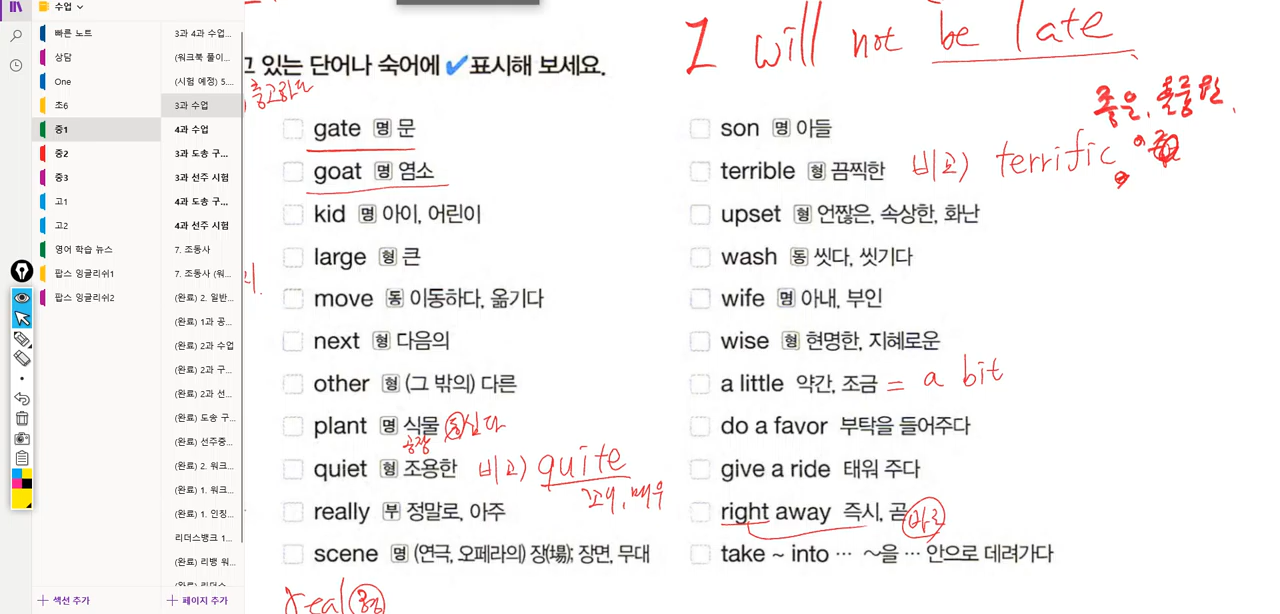 수업
빠른 노트
상담
One
초6
중1
중2
중3
고1
고2
영어 학습 뉴스
팝스 잉글리쉬1
팝스 잉글리쉬2
섹션 추가
3과 4과 수업...
(워크북 풀이...
(시험 예정) 5....
3과 수업
4과 수업
3과 도송 구...
3과 선주 시험
4과 도송 구...
4과 선주 시험
7. 조동사
7. 조동사 (워...
(완료) 2. 일반...
(완료) 1과 공...
(완료) 2과 수업
(완료) 2과 구...
(완료) 2과 선...
(완료) 도송 구...
(완료) 선주중...
(완료) 2. 워크...
(완료) 1. 워크...
(완료) 1. 인칭...
리더스뱅크 1...
(완료) 리뱅 워...
(완료) 리더스
페이지 추가
I will not be late
고 있는 단어나 숙어에 ✔표시해 보세요.
충고하다
gate 명 문
goat 명 염소
kid 명 아이, 어린이
large 형 큰
move 동 이동하다, 옮기다
next 형 다음의
other 형 (그 밖의) 다른
plant 명 식물 동 심다
공장
quiet 형 조용한 비교) quite
꽤, 매우
really 부 정말로, 아주
scene 명 (연극, 오페라의) 장(場); 장면, 무대
real 형
좋은, 훌륭한,
son 명 아들
terrible 형 끔찍한 비교) terrific
upset 형 언짢은, 속상한, 화난
wash 동 씻다, 씻기다
wife 명 아내, 부인
wise 형 현명한, 지혜로운
a little 약간, 조금 = a bit
do a favor 부탁을 들어주다
give a ride 태워 주다
right away 즉시, 곧 바로
take ~ into ··· ~을 ··· 안으로 데려가다